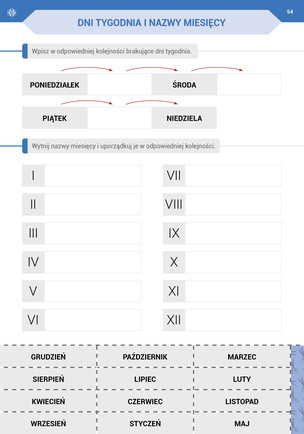 54
DNI TYGODNIA I NAZWY MIESIĘCY
Wpisz w odpowiedniej kolejności brakujące dni tygodnia.
PONIEDZIAŁEK ŚRODA
PIĄTEK NIEDZIELA
Wytnij nazwy miesięcy i uporządkuj je w odpowiedniej kolejności.
I VII
II VIII
III IX
IV X
V XI
VI XII
GRUDZIEŃ PAŹDZIERNIK MARZEC
SIERPIEŃ LIPIEC LUTY
KWIECIEŃ CZERWIEC LISTOPAD
WRZESIEŃ STYCZEŃ MAJ